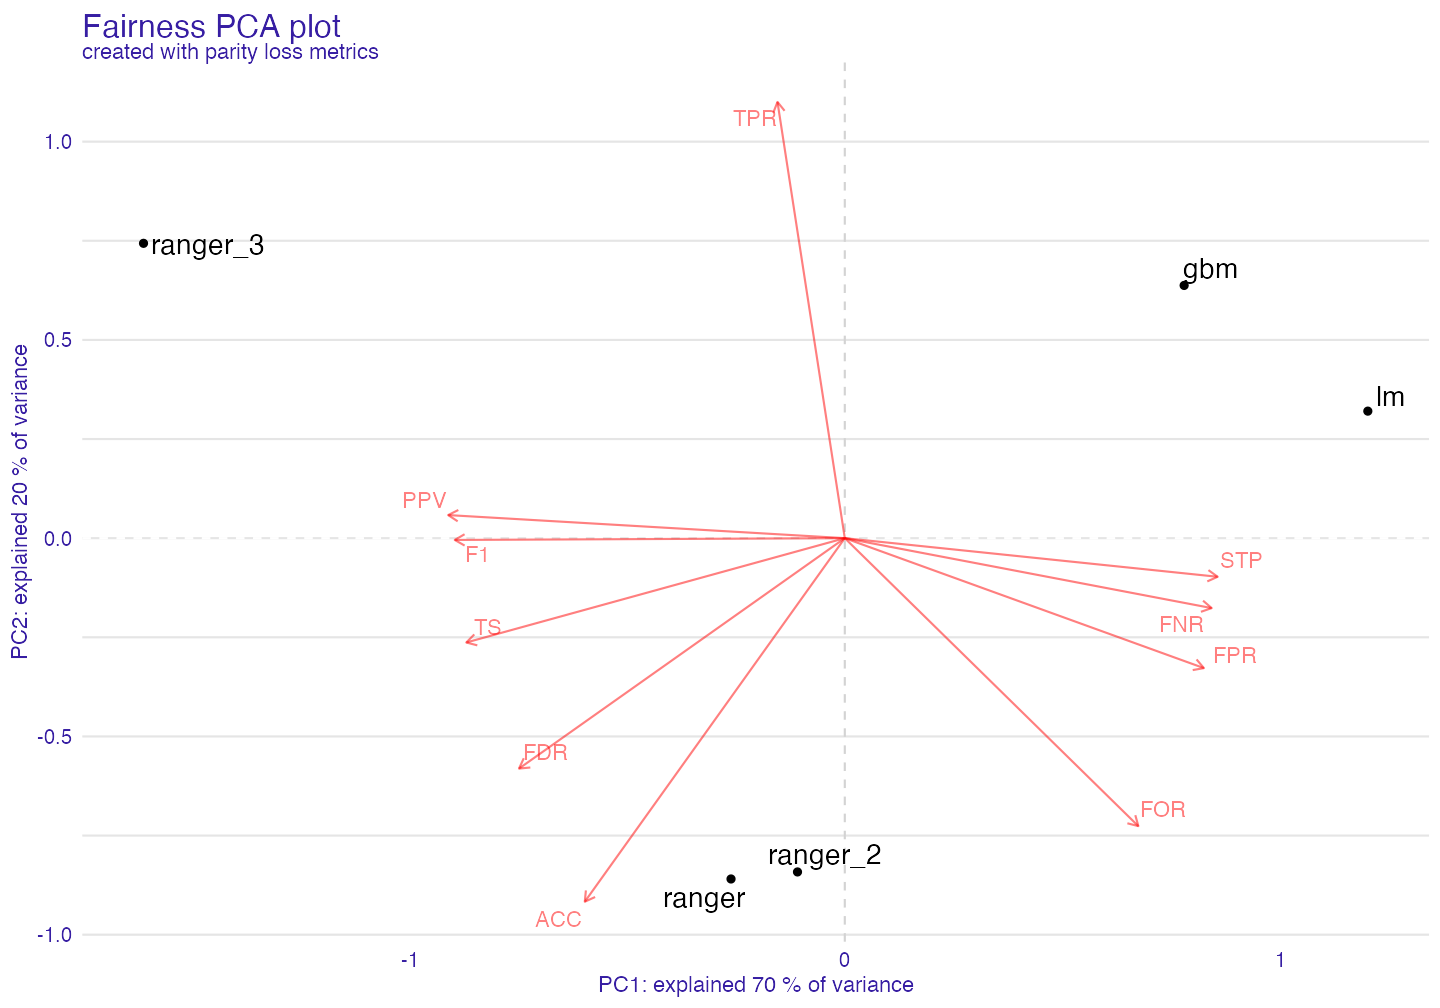 Fairness PCA plot
created with parity loss metrics
TPR
1.0
ranger_3
gbm
0.5
lm
PPV
0.0
F1
STP
TS
FNR
FPR
-0.5
FDR
FOR
ranger_2
ranger
ACC
-1.0
-1
0
1
PC1: explained 70 % of variance
PC2: explained 20 % of variance